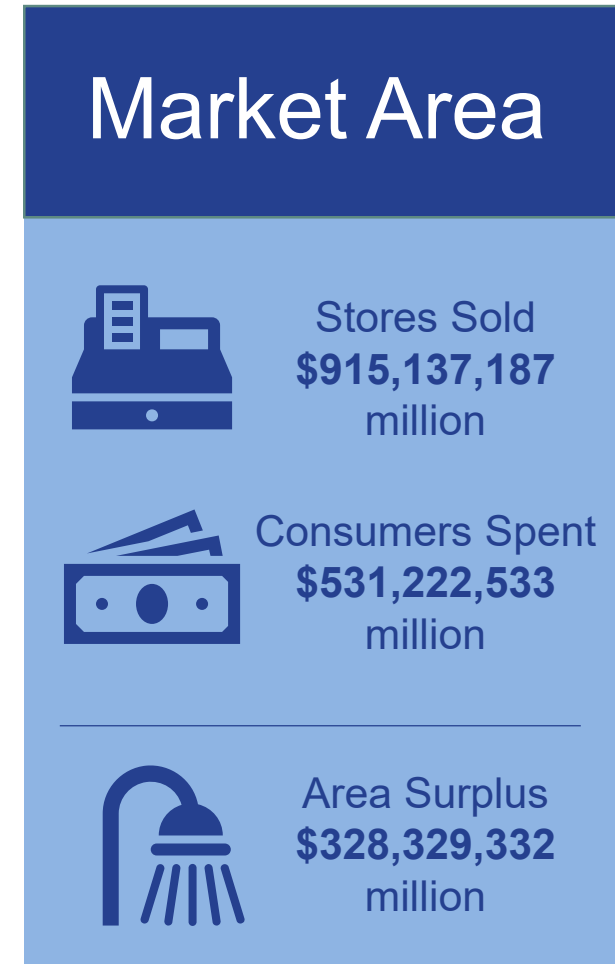 Market Area
Stores Sold
$915,137,187
million
Consumers Spent
$531,222,533
million
Area Surplus
$328,329,332
million